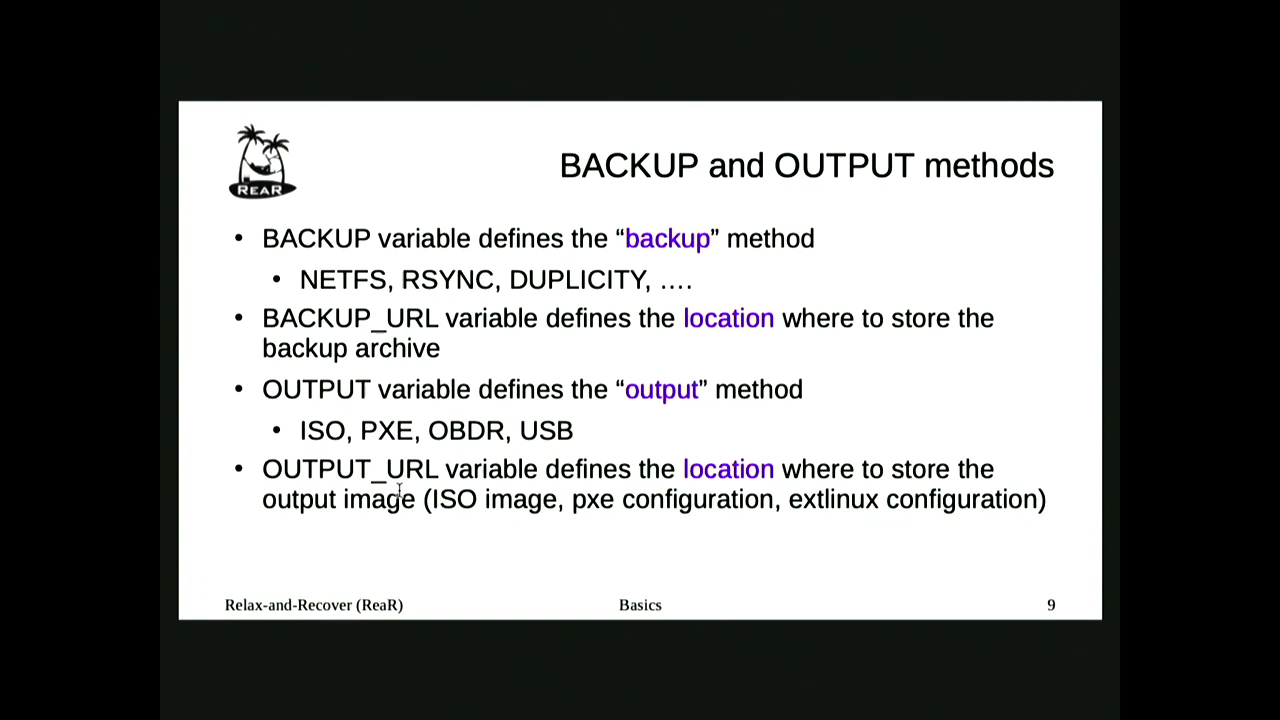 ReaR
BACKUP and OUTPUT methods
• BACKUP variable defines the “backup” method
• NETFS, RSYNC, DUPLICITY, ....
• BACKUP_URL variable defines the location where to store the
backup archive
• OUTPUT variable defines the “output” method
• ISO, PXE, OBDR, USB
• OUTPUT_URL variable defines the location where to store the
output image (ISO image, pxe configuration, extlinux configuration)
Relax-and-Recover (ReaR) Basics 9